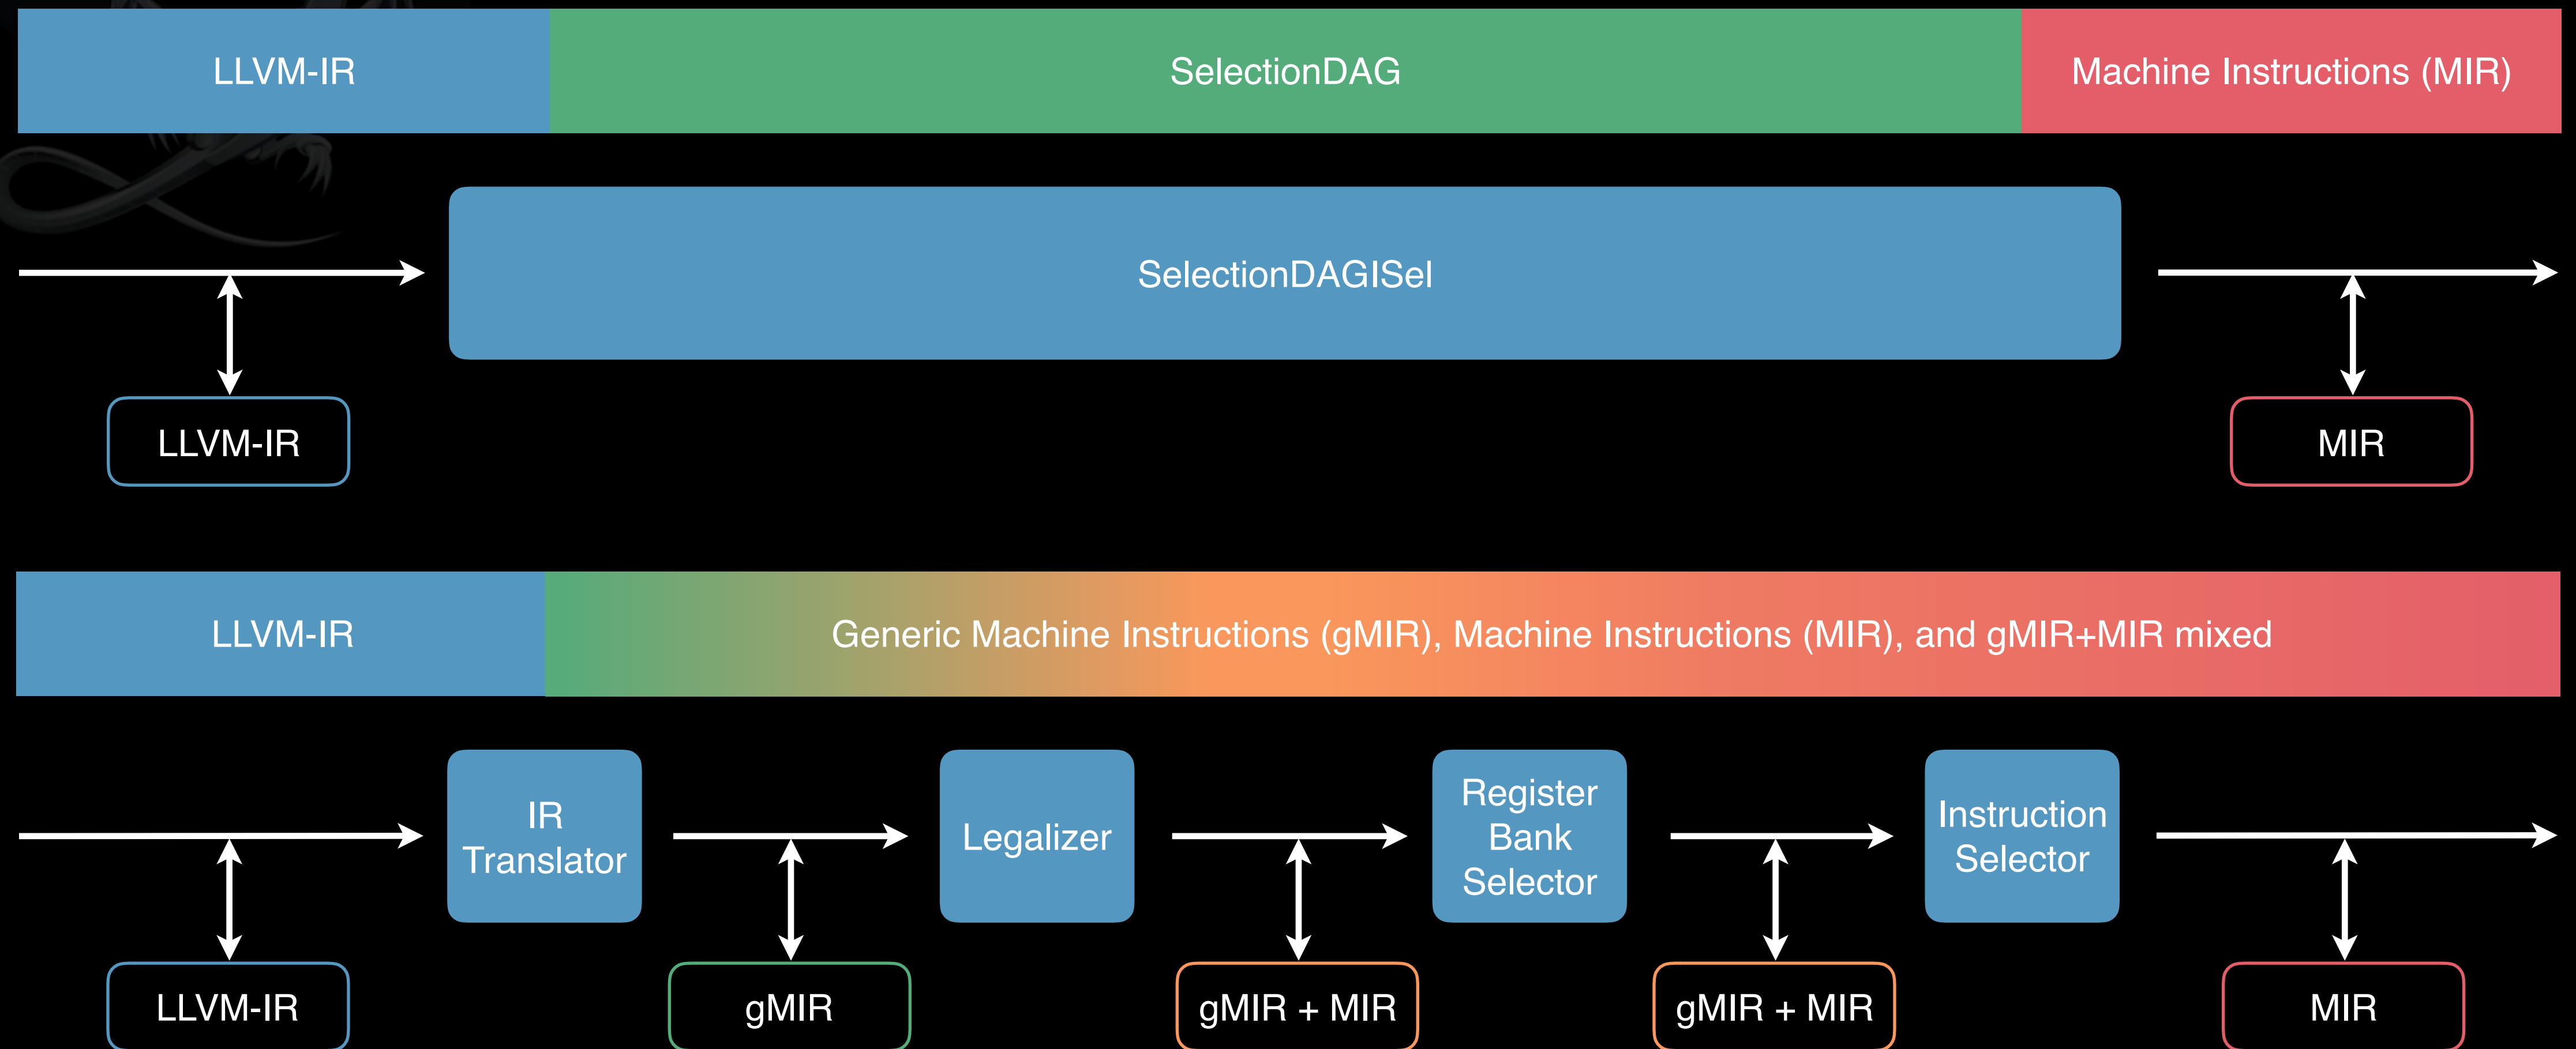 LLVM-IR
SelectionDAG
Machine Instructions (MIR)
SelectionDAGISel
LLVM-IR
MIR
LLVM-IR
Generic Machine Instructions (gMIR), Machine Instructions (MIR), and gMIR+MIR mixed
IR
Translator
Legalizer
Register
Bank
Selector
Instruction
Selector
LLVM-IR
gMIR
gMIR + MIR
gMIR + MIR
MIR